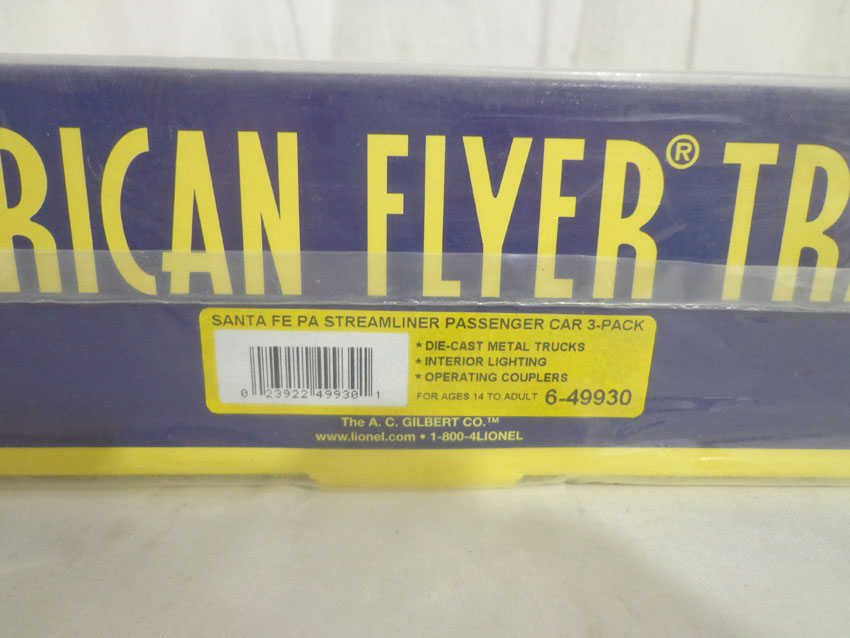 RICAN FLYER® TR
SANTA FE PA STREAMLINER PASSENGER CAR 3-PACK
* DIE-CAST METAL TRUCKS
* INTERIOR LIGHTING
* OPERATING COUPLERS
0 23922 49930 1
FOR AGES 14 TO ADULT 6-49930
The A. C. GILBERT CO.™
www.lionel.com • 1-800-4LIONEL